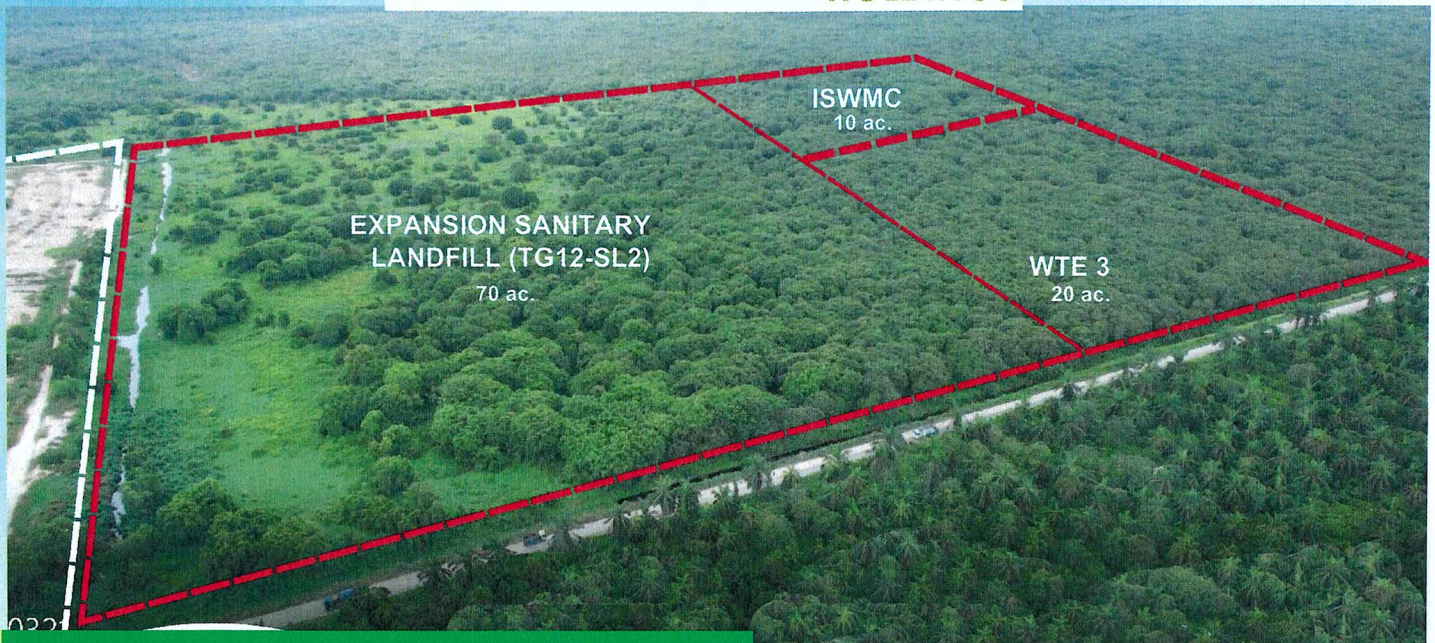 ISWMC
10 ac.
EXPANSION SANITARY
LANDFILL (TG12-SL2)
70 ac.
WTE 3
20 ac.